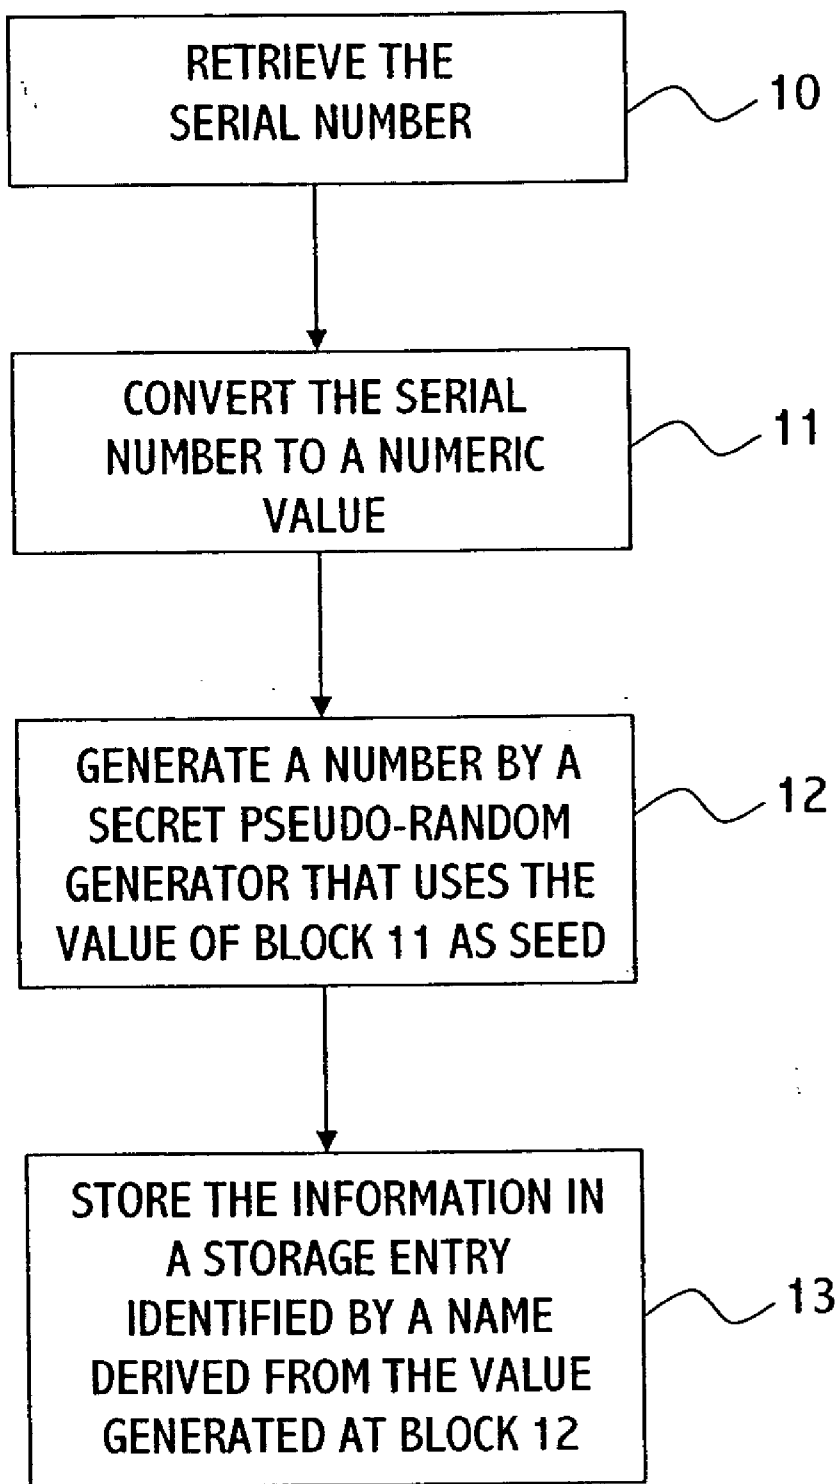 RETRIEVE THE
SERIAL NUMBER
10
CONVERT THE SERIAL
NUMBER TO A NUMERIC
VALUE
11
GENERATE A NUMBER BY A
SECRET PSEUDO-RANDOM
GENERATOR THAT USES THE
VALUE OF BLOCK 11 AS SEED
12
STORE THE INFORMATION IN
A STORAGE ENTRY
IDENTIFIED BY A NAME
DERIVED FROM THE VALUE
GENERATED AT BLOCK 12
13